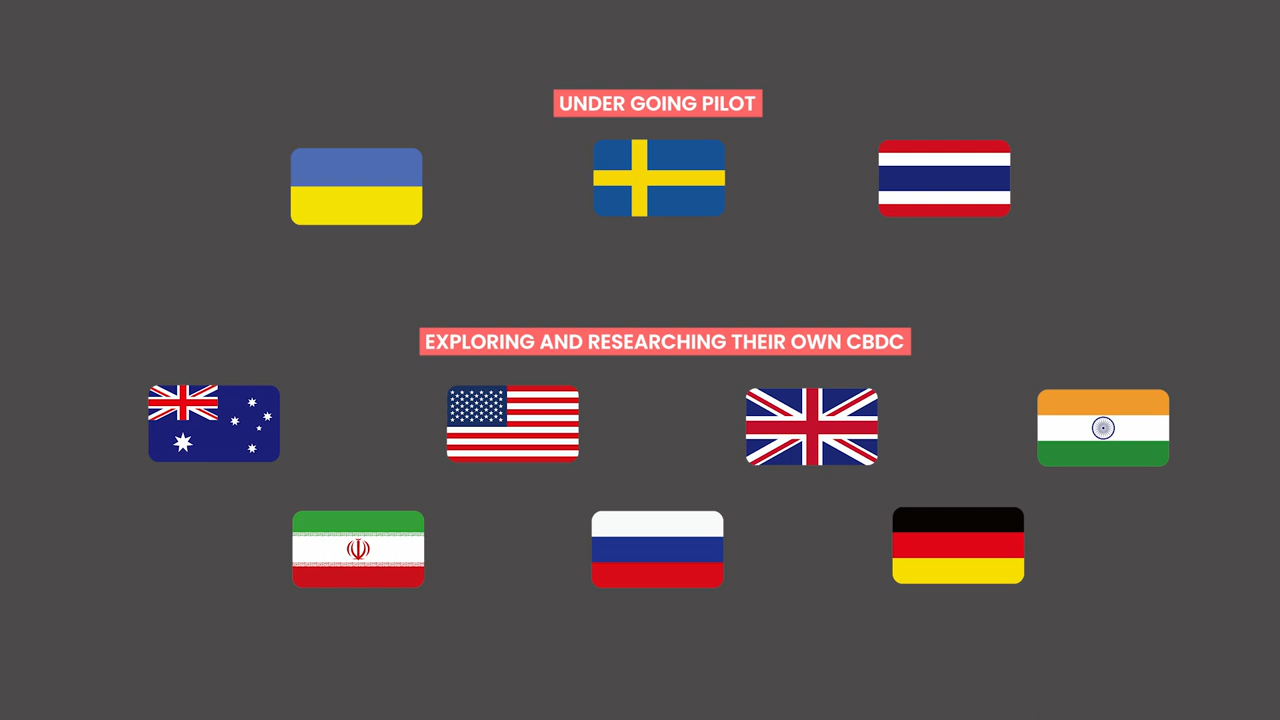 UNDER GOING PILOT
EXPLORING AND RESEARCHING THEIR OWN CBDC